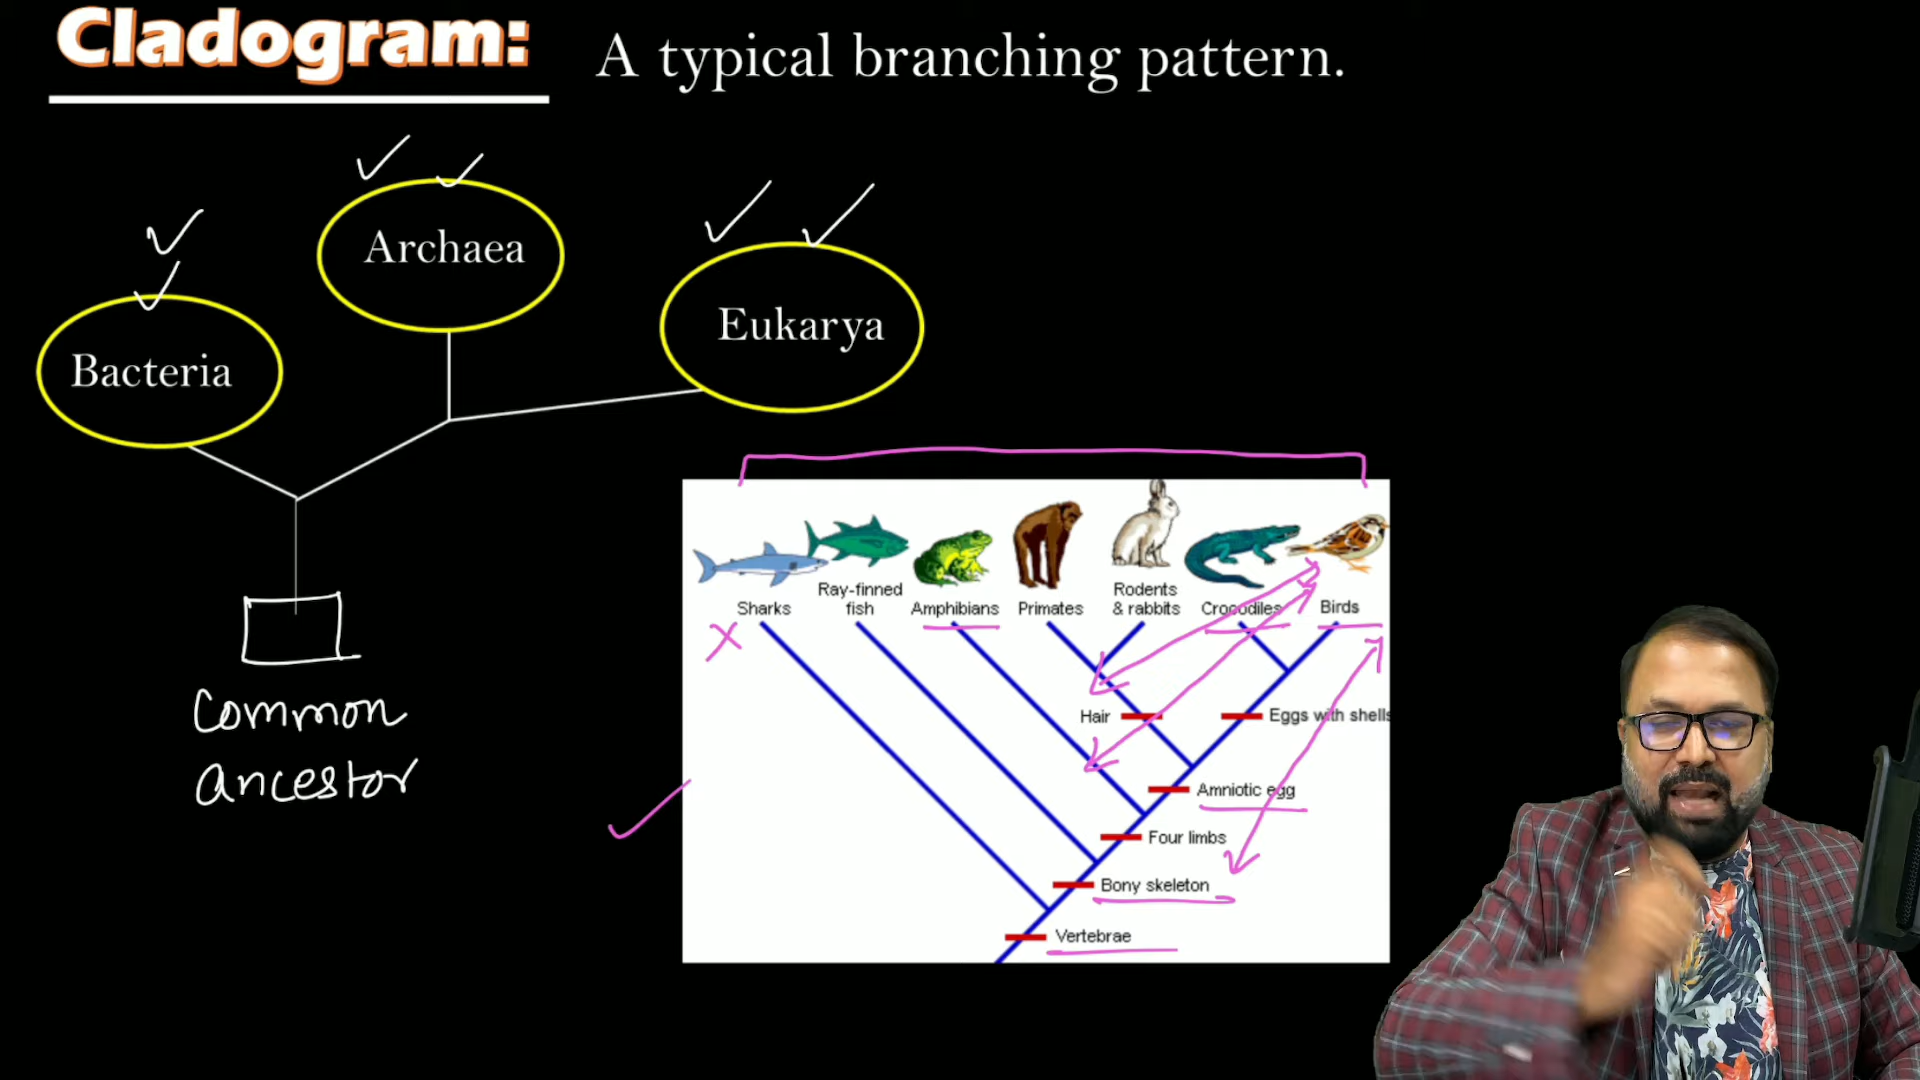 Cladogram:
A typical branching pattern.
Archaea
Eukarya
Bacteria
Common
ancestor
Sharks
Ray-finned
fish
Amphibians
Primates
Rodents
& rabbits
Crocodiles
Birds
Hair
Eggs with shells
Amniotic egg
Four limbs
Bony skeleton
Vertebrae